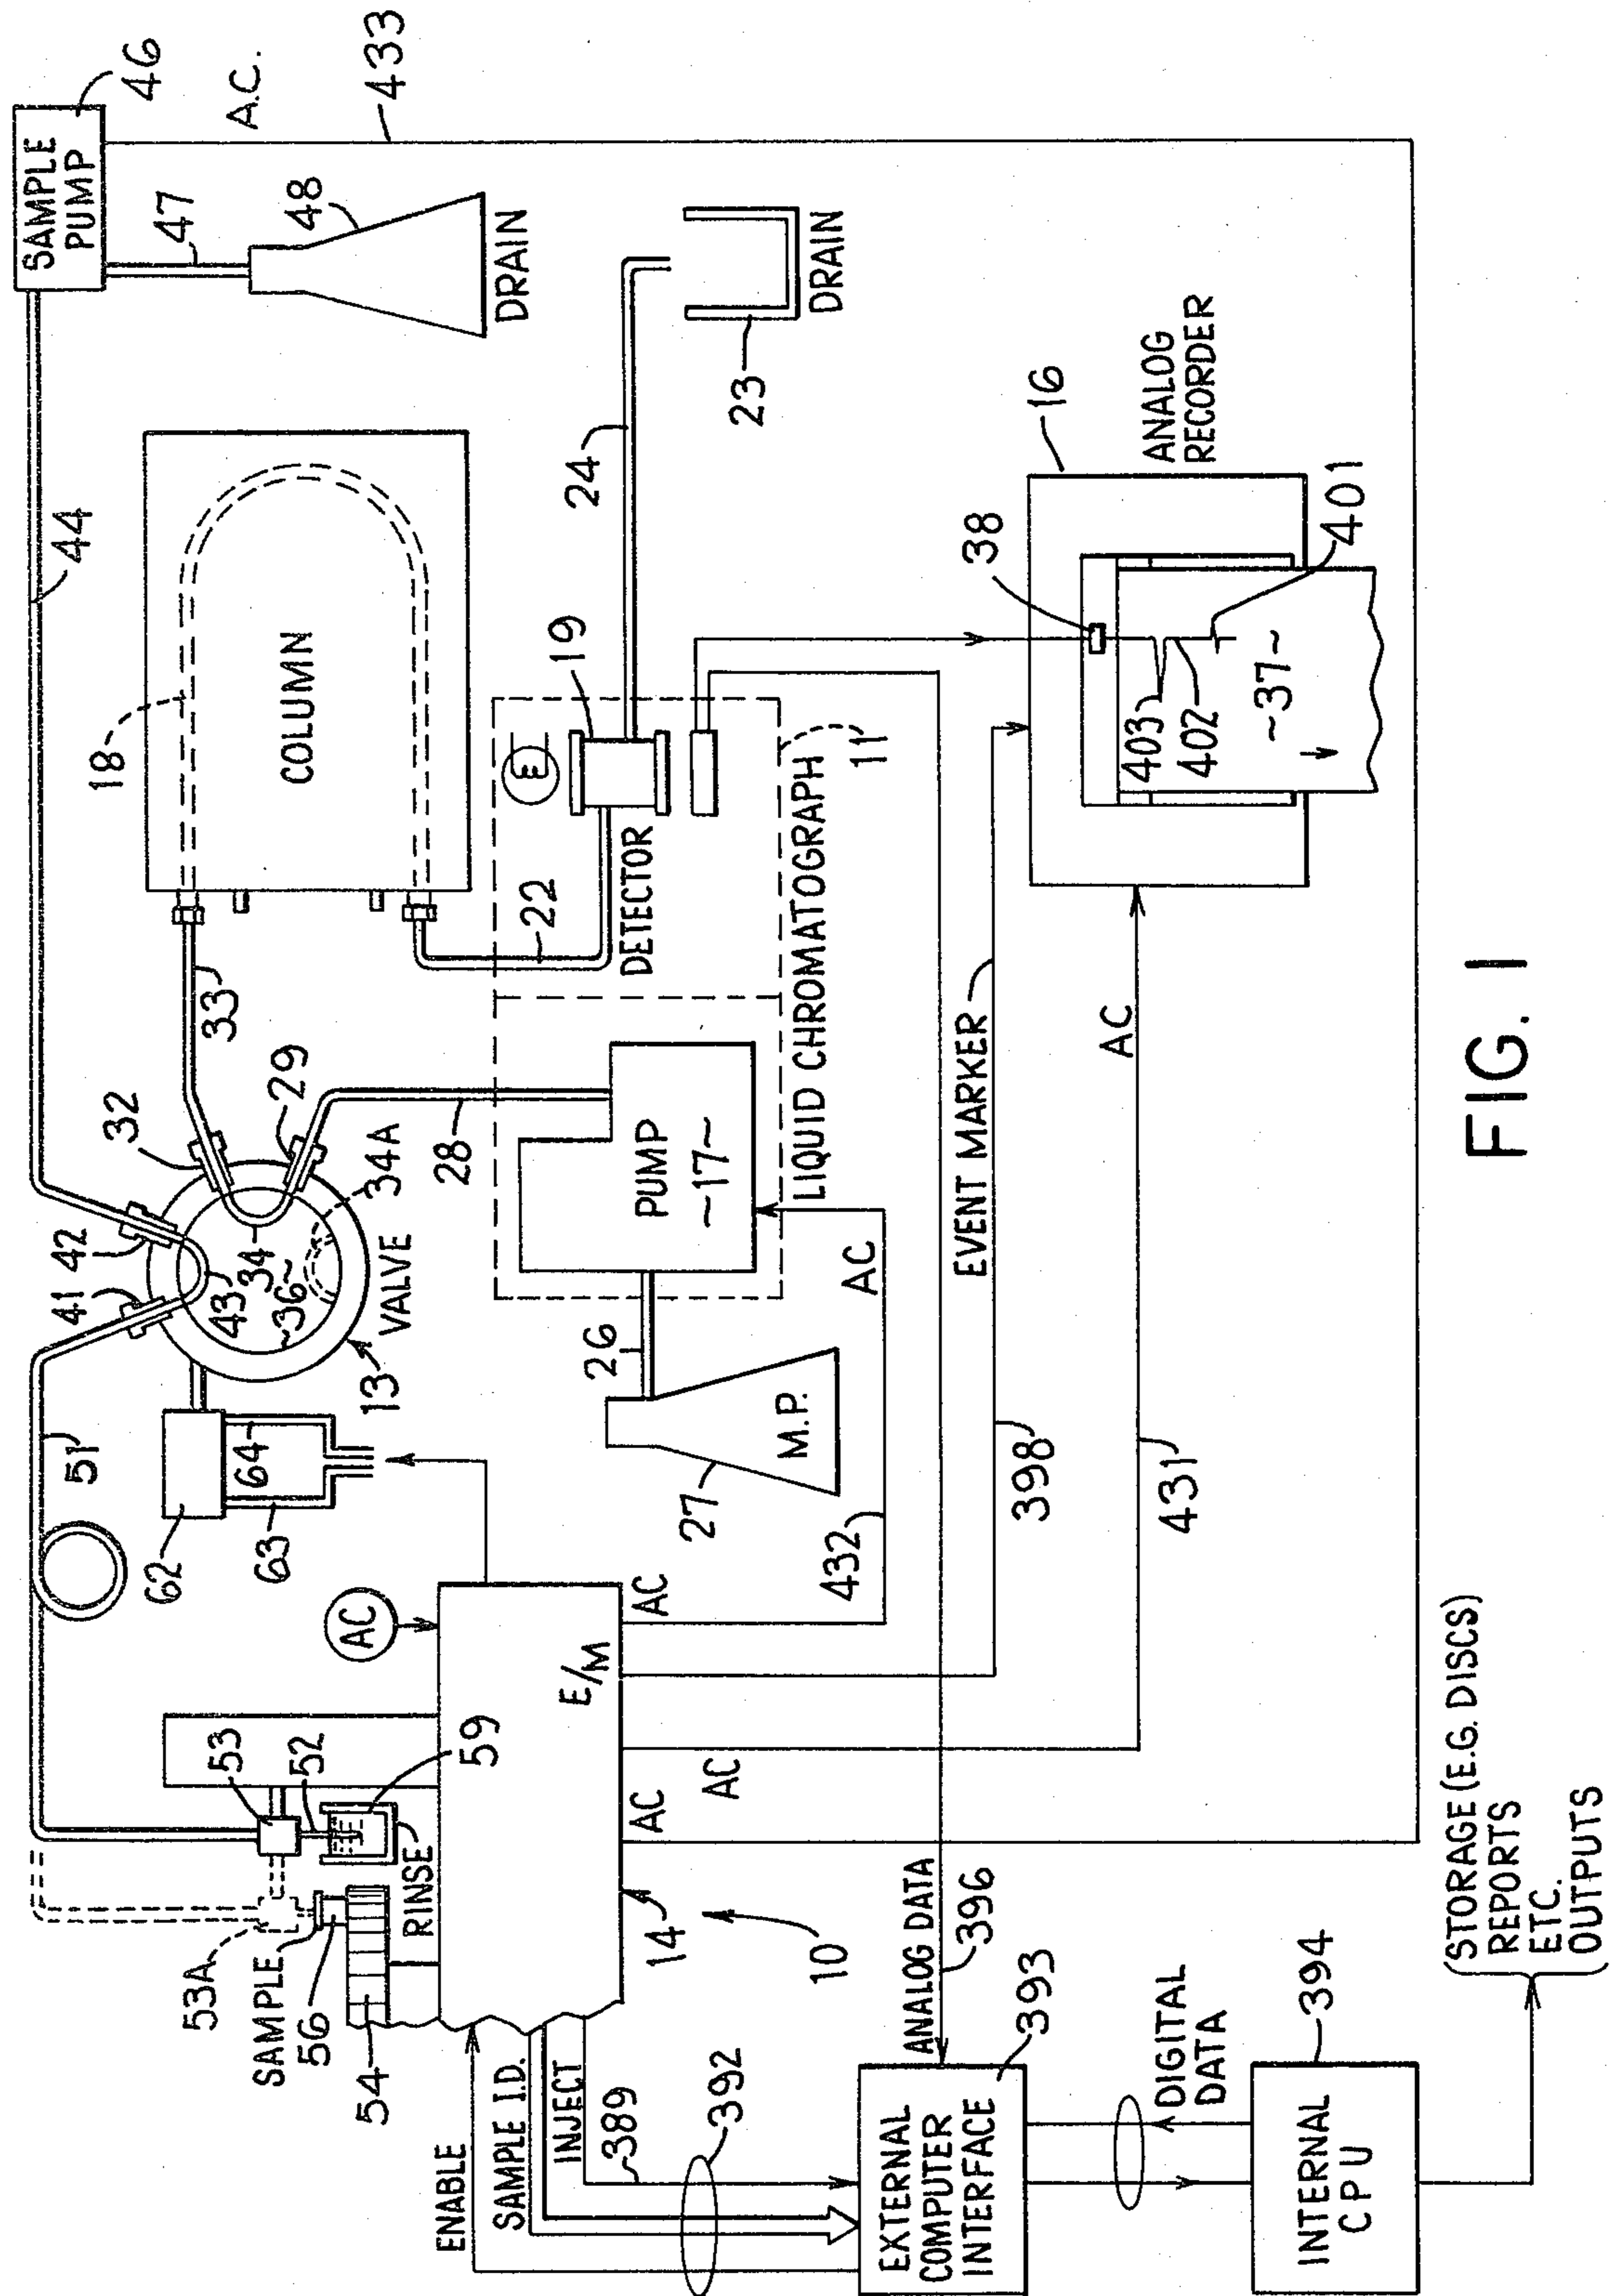 SAMPLE
PUMP
46
A.C.
433
47
48
DRAIN
44
18
COLUMN
33
32
29
42
41
43
34
36
34A
13
VALVE
51
62
64
63
24
23
DRAIN
19
22
DETECTOR
11
LIQUID CHROMATOGRAPH
28
PUMP
~17~
26
27
M.P.
AC
432
AC
AC
E/M
59
53
52
53A
SAMPLE
56
54
RINSE
14
10
AC
AC
16
ANALOG
RECORDER
38
403
402
401
~37~
EVENT MARKER
398
AC
431
ENABLE
SAMPLE I.D.
INJECT
389
392
ANALOG DATA
396
393
EXTERNAL
COMPUTER
INTERFACE
DIGITAL
DATA
394
INTERNAL
CPU
STORAGE (E.G. DISCS)
REPORTS
ETC.
OUTPUTS
FIG. 1